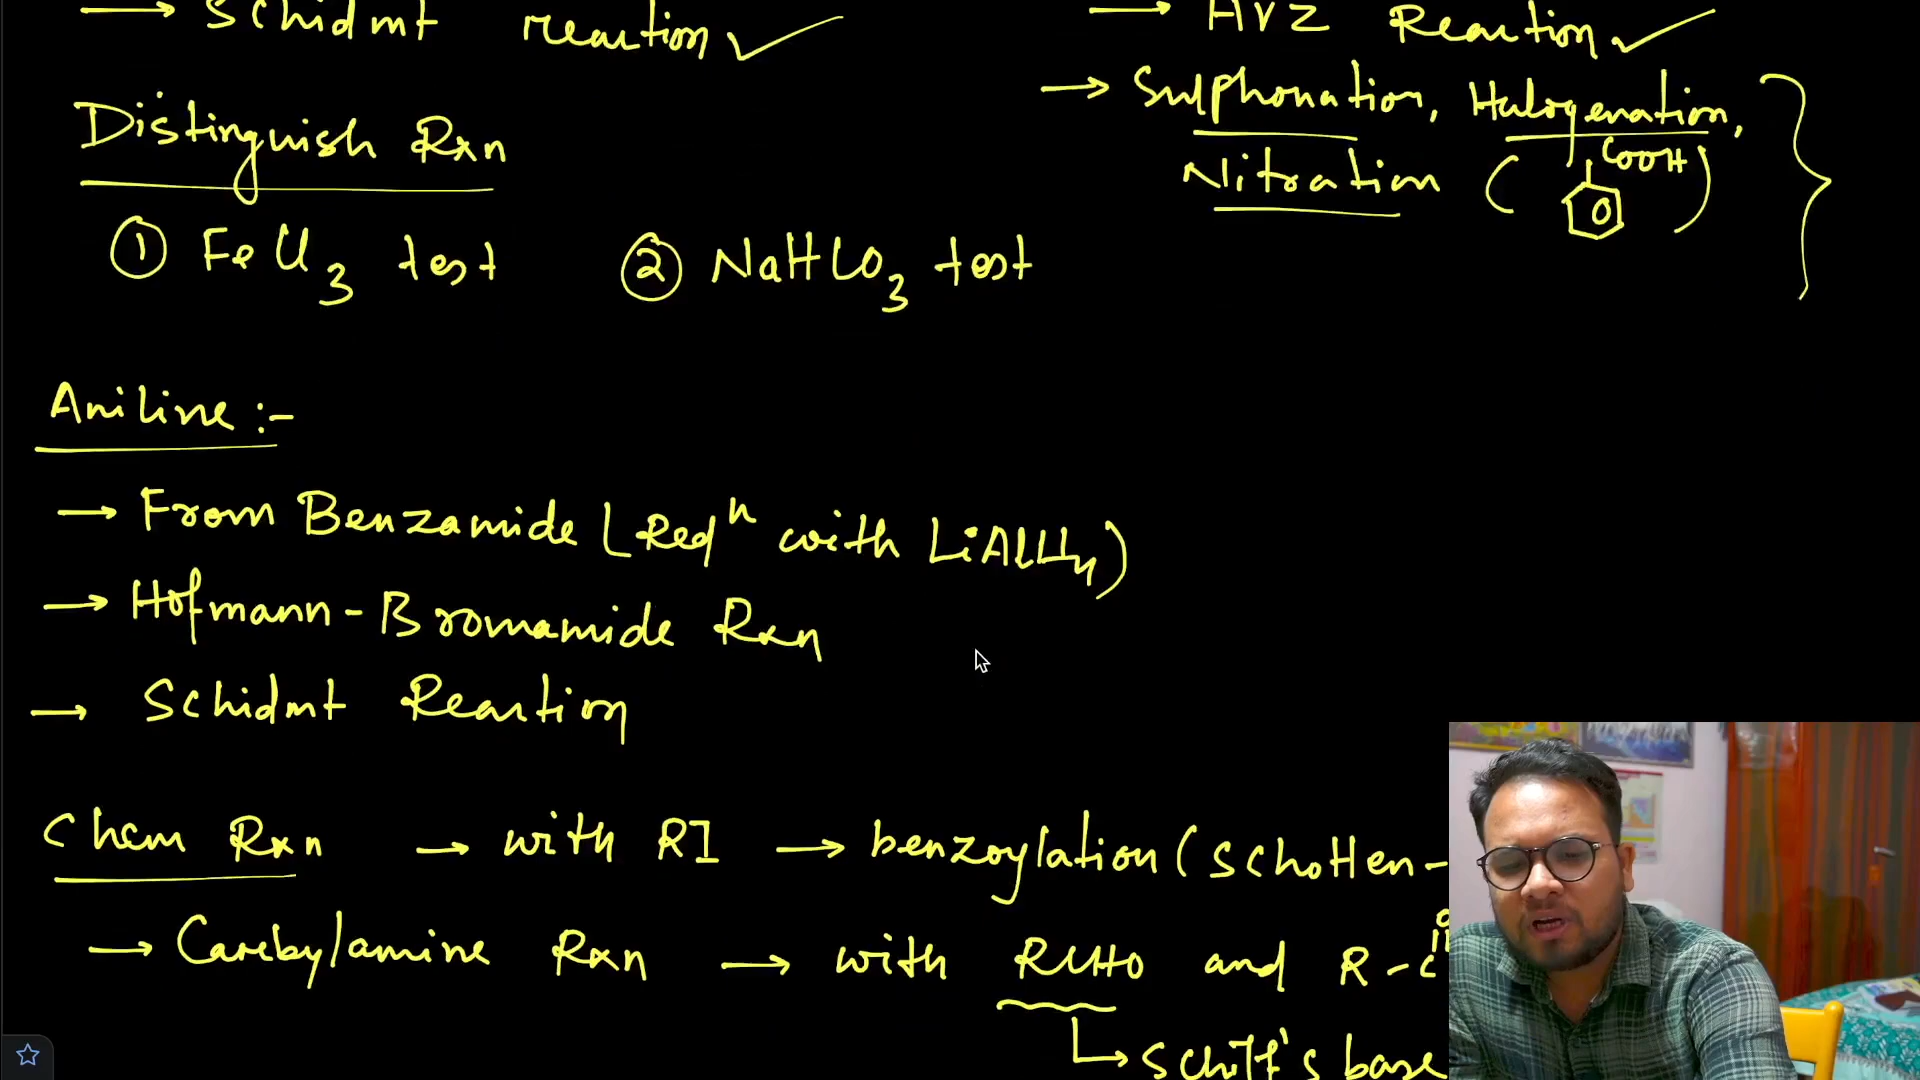 → Schidmt reaction ✓
→ HVZ Reaction ✓
→ Sulphonation, Halogenation,
Nitration ( COOH )
Distinguish Rxn
① FeCl3 test ② NaHCO3 test
Aniline :-
→ From Benzamide (Redn with LiAlH4)
→ Hofmann-Bromamide Rxn
→ Schidmt Reaction
Chem Rxn → with RI → benzoylation (Schotten-
→ Carbylamine Rxn → with RCHO and R-C
O
Schiff's base